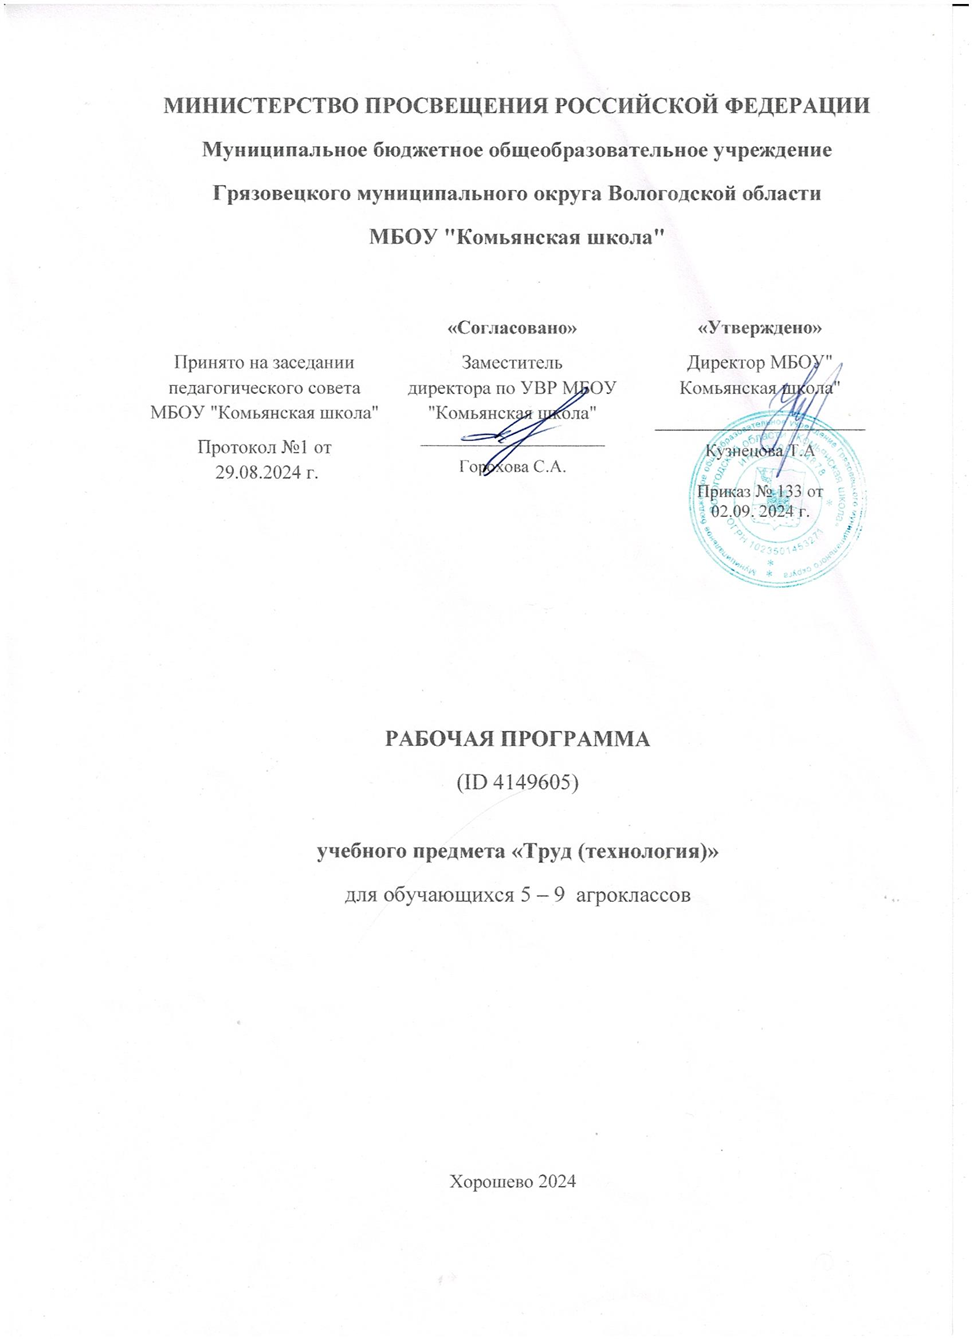 МИНИСТЕРСТВО ПРОСВЕЩЕНИЯ РОССИЙСКОЙ ФЕДЕРАЦИИ
Муниципальное бюджетное общеобразовательное учреждение
Грязовецкого муниципального округа Вологодской области
МБОУ "Комьянская школа"
Принято на заседании
педагогического совета
МБОУ "Комьянская школа"
Протокол №1 от
29.08.2024 г.
«Согласовано»
Заместитель
директора по УВР МБОУ
"Комьянская школа"
Горохова С.А.
«Утверждено»
Директор МБОУ"
Комьянская школа"
Кузнецова Т.А
Приказ № 133 от
02.09. 2024 г.
ОГРН 1023501453271
РАБОЧАЯ ПРОГРАММА
(ID 4149605)
учебного предмета «Труд (технология)»
для обучающихся 5 – 9  агроклассов
Хорошево 2024